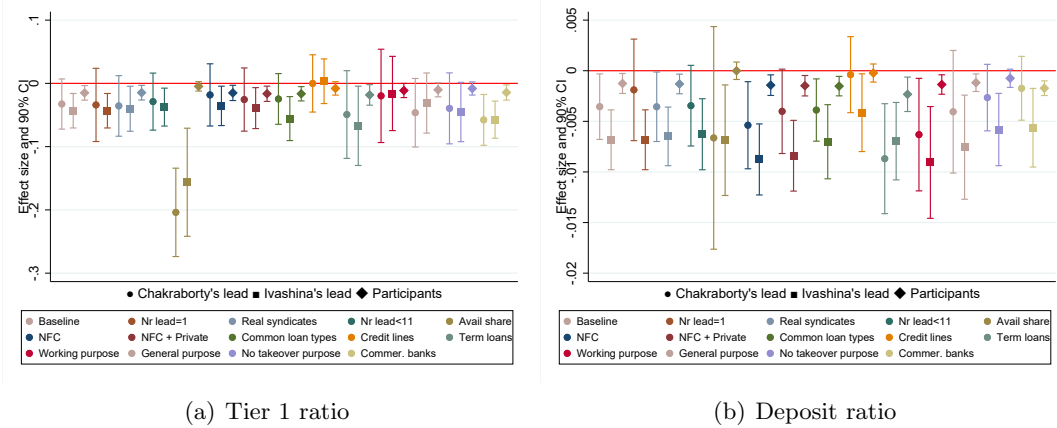 .1
0
-.1
-.2
-.3
Effect size and 90% CI
Chakraborty's lead Ivashina's lead Participants
Baseline Nr lead=1 Real syndicates Nr lead<11 Avail share
NFC NFC + Private Common loan types Credit lines Term loans
Working purpose General purpose No takeover purpose Commer. banks
(a) Tier 1 ratio
.005
0
-.005
-.01
-.015
-.02
Effect size and 90% CI
Chakraborty's lead Ivashina's lead Participants
Baseline Nr lead=1 Real syndicates Nr lead<11 Avail share
NFC NFC + Private Common loan types Credit lines Term loans
Working purpose General purpose No takeover purpose Commer. banks
(b) Deposit ratio